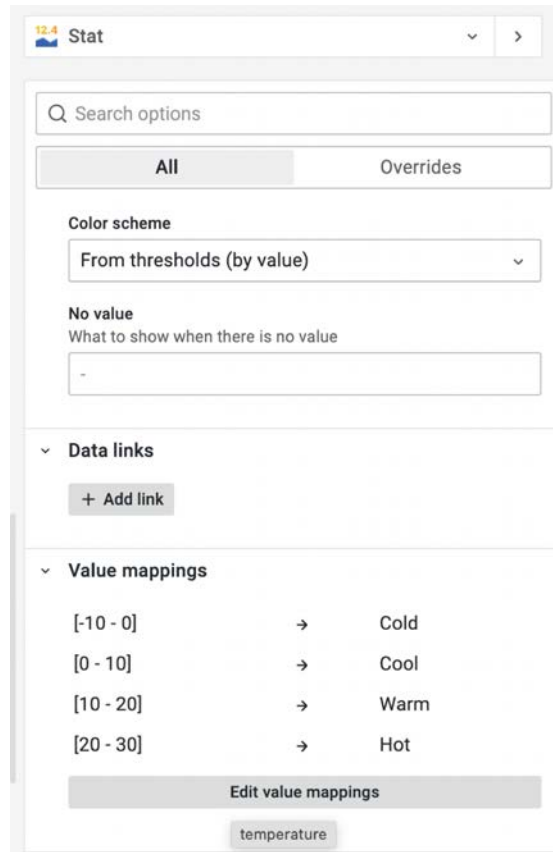 12.4 Stat
Search options
All Overrides
Color scheme
From thresholds (by value)
No value
What to show when there is no value
-
Data links
+ Add link
Value mappings
[-10 - 0] → Cold
[0 - 10] → Cool
[10 - 20] → Warm
[20 - 30] → Hot
Edit value mappings
temperature